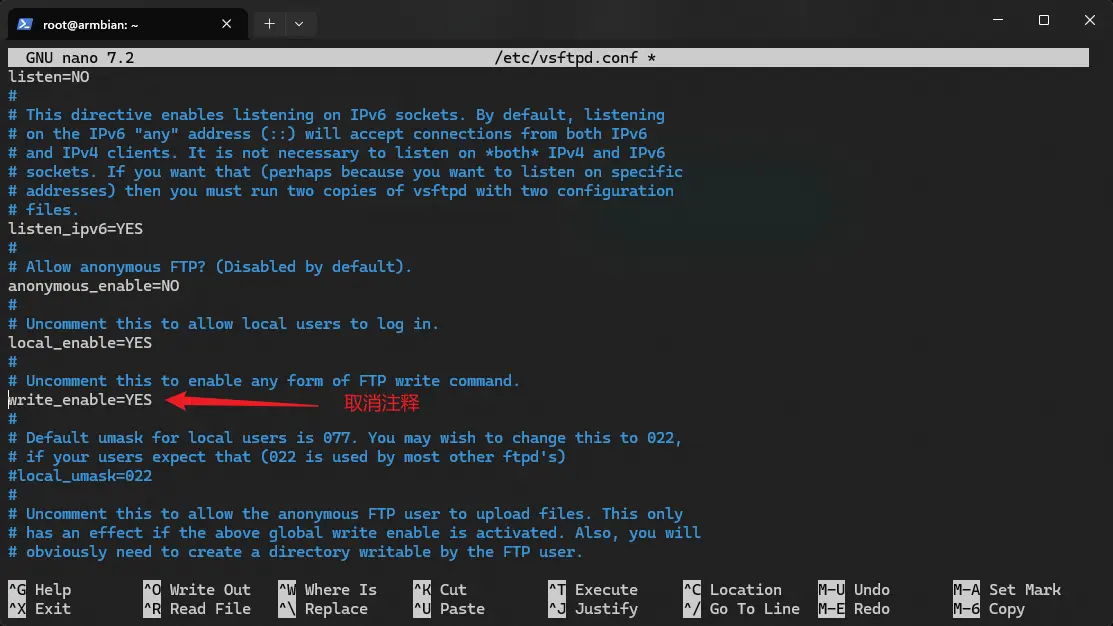 root@armbian: ~
GNU nano 7.2 /etc/vsftpd.conf *
listen=NO
#
# This directive enables listening on IPv6 sockets. By default, listening
# on the IPv6 "any" address (::) will accept connections from both IPv6
# and IPv4 clients. It is not necessary to listen on *both* IPv4 and IPv6
# sockets. If you want that (perhaps because you want to listen on specific
# addresses) then you must run two copies of vsftpd with two configuration
# files.
listen_ipv6=YES
#
# Allow anonymous FTP? (Disabled by default).
anonymous_enable=NO
#
# Uncomment this to allow local users to log in.
local_enable=YES
#
# Uncomment this to enable any form of FTP write command.
write_enable=YES 取消注释
#
# Default umask for local users is 077. You may wish to change this to 022,
# if your users expect that (022 is used by most other ftpd's)
#local_umask=022
#
# Uncomment this to allow the anonymous FTP user to upload files. This only
# has an effect if the above global write enable is activated. Also, you will
# obviously need to create a directory writable by the FTP user.
^G Help ^O Write Out ^W Where Is ^K Cut ^T Execute ^C Location M-U Undo M-A Set Mark
^X Exit ^R Read File ^\ Replace ^U Paste ^J Justify ^/ Go To Line M-E Redo M-6 Copy